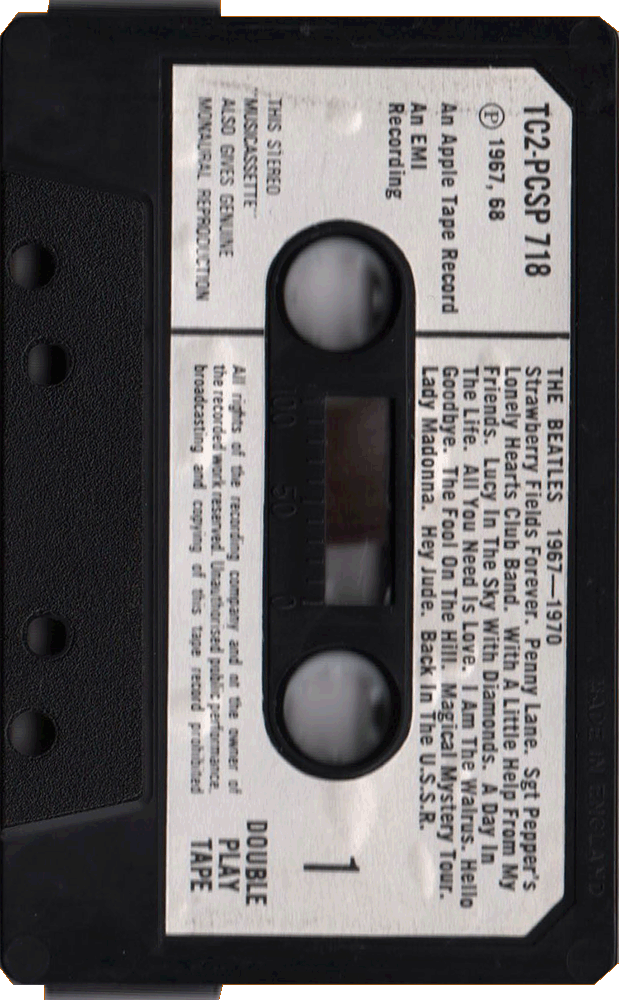 TC2-PCSP 718
Ⓟ 1967, 68
An Apple Tape Record
An EMI
Recording
THE BEATLES 1967—1970
Strawberry Fields Forever. Penny Lane. Sgt Pepper's
Lonely Hearts Club Band. With A Little Help From My
Friends. Lucy In The Sky With Diamonds. A Day In
The Life. All You Need Is Love. I Am The Walrus. Hello
Goodbye. The Fool On The Hill. Magical Mystery Tour.
Lady Madonna. Hey Jude. Back In The U.S.S.R.
1
100 50 0
THIS STEREO
"MUSICASSETTE"
ALSO GIVES GENUINE
MONAURAL REPRODUCTION
All rights of the recording company and of the owner of
the recorded work reserved. Unauthorised public performance,
broadcasting and copying of this tape record prohibited
DOUBLE
PLAY
TAPE
MADE IN ENGLAND